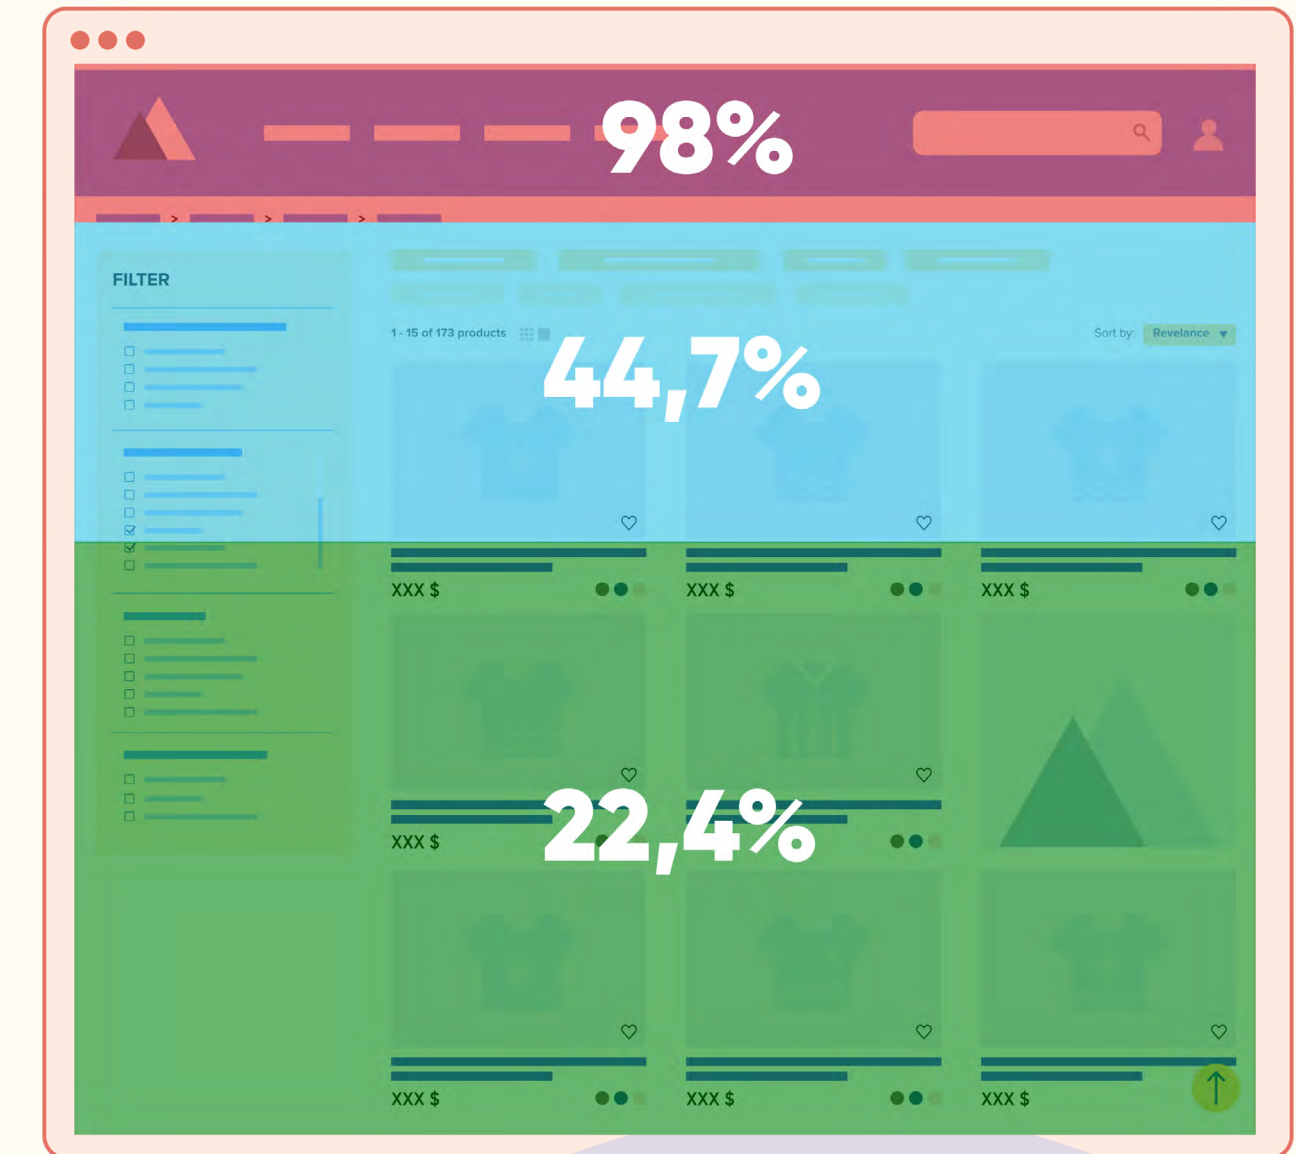 98%
> > >
FILTER
1 - 15 of 173 products
Sort by: Revelance ▼
44,7%
XXX $ XXX $ XXX $
22,4%
XXX $ XXX $
XXX $ XXX $ XXX $